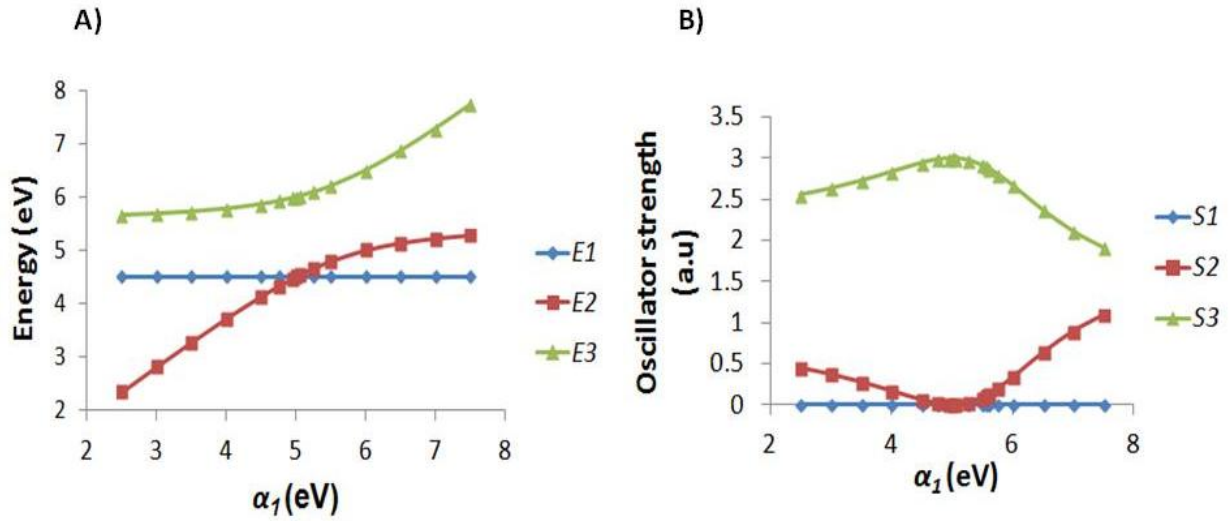 A)
Energy (eV)
8
7
6
5
4
3
2
2 3 4 5 6 7 8
α1 (eV)
E1
E2
E3
B)
Oscillator strength
(a.u)
3.5
3
2.5
2
1.5
1
0.5
0
2 4 6 8
α1 (eV)
S1
S2
S3